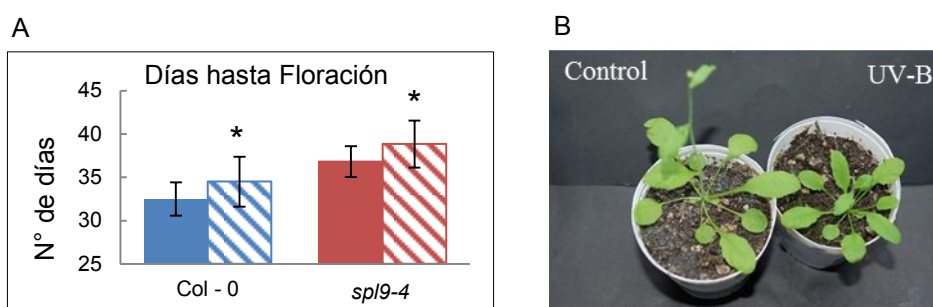 A
Días hasta Floración
N° de días
45
40
35
30
25
*
*
Col - 0
spl9-4
B
Control
UV-B